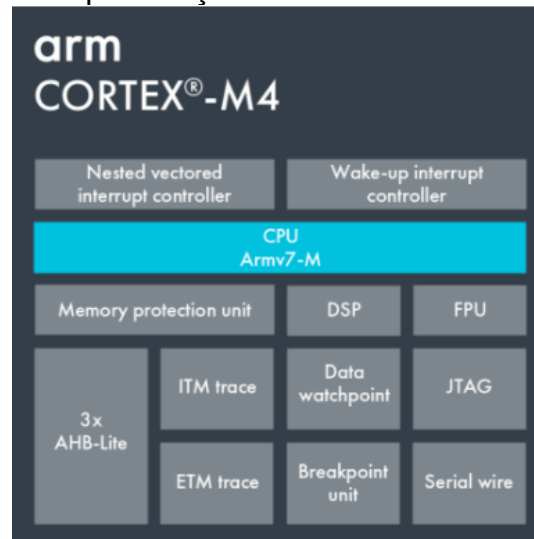 arm
CORTEX®-M4
Nested vectored
interrupt controller
Wake-up interrupt
controller
CPU
Armv7-M
Memory protection unit
DSP
FPU
3x
AHB-Lite
ITM trace
Data
watchpoint
JTAG
ETM trace
Breakpoint
unit
Serial wire